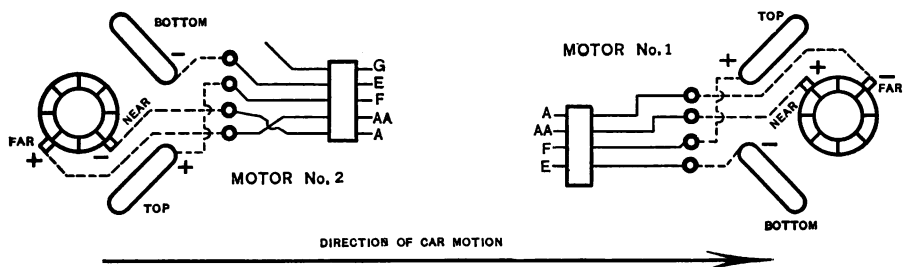 BOTTOM
−
G
E
F
AA
A
NEAR
FAR
+
−
+
TOP
MOTOR No. 2
TOP
MOTOR No. 1
+
+
−
FAR
A
AA
F
E
NEAR
−
BOTTOM
DIRECTION OF CAR MOTION